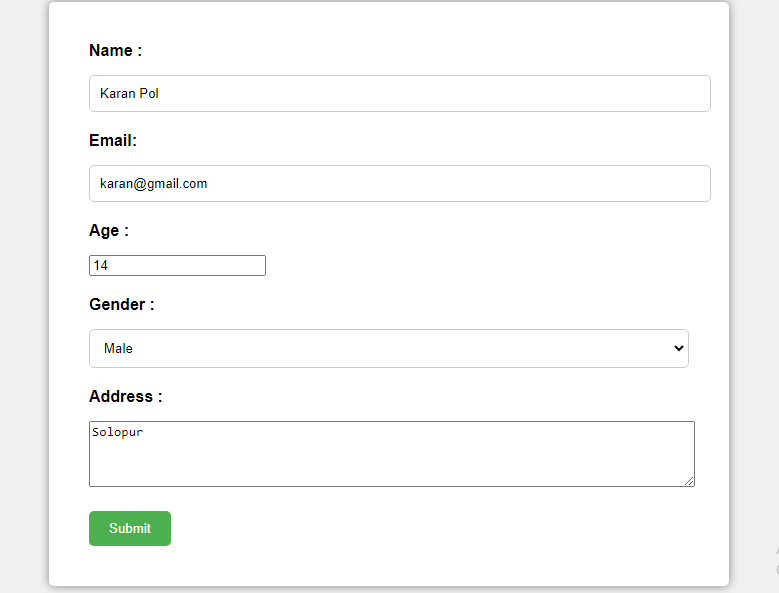 Name :
Karan Pol
Email:
karan@gmail.com
Age :
14
Gender :
Male
Address :
Solopur
Submit